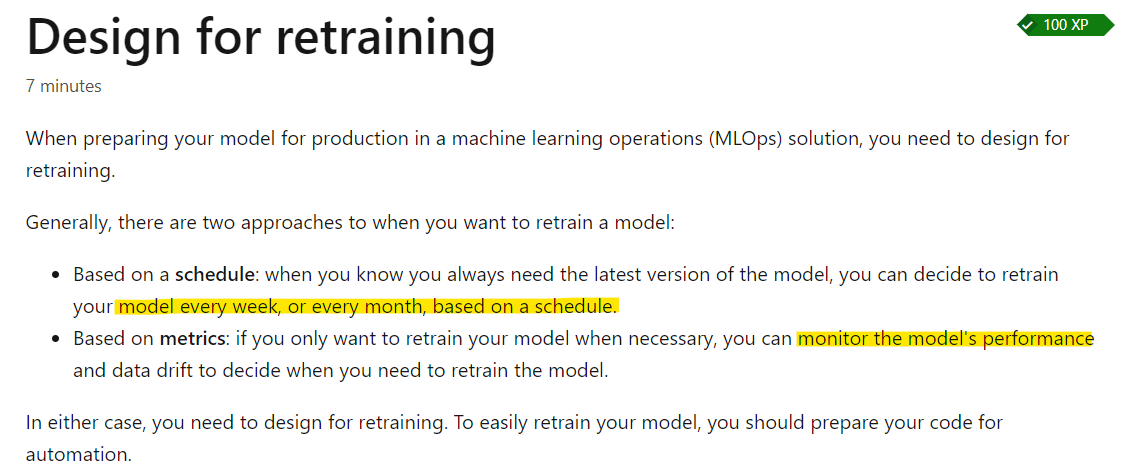 Design for retraining
100 XP
7 minutes
When preparing your model for production in a machine learning operations (MLOps) solution, you need to design for
retraining.
Generally, there are two approaches to when you want to retrain a model:
• Based on a schedule: when you know you always need the latest version of the model, you can decide to retrain
your model every week, or every month, based on a schedule.
• Based on metrics: if you only want to retrain your model when necessary, you can monitor the model's performance
and data drift to decide when you need to retrain the model.
In either case, you need to design for retraining. To easily retrain your model, you should prepare your code for
automation.